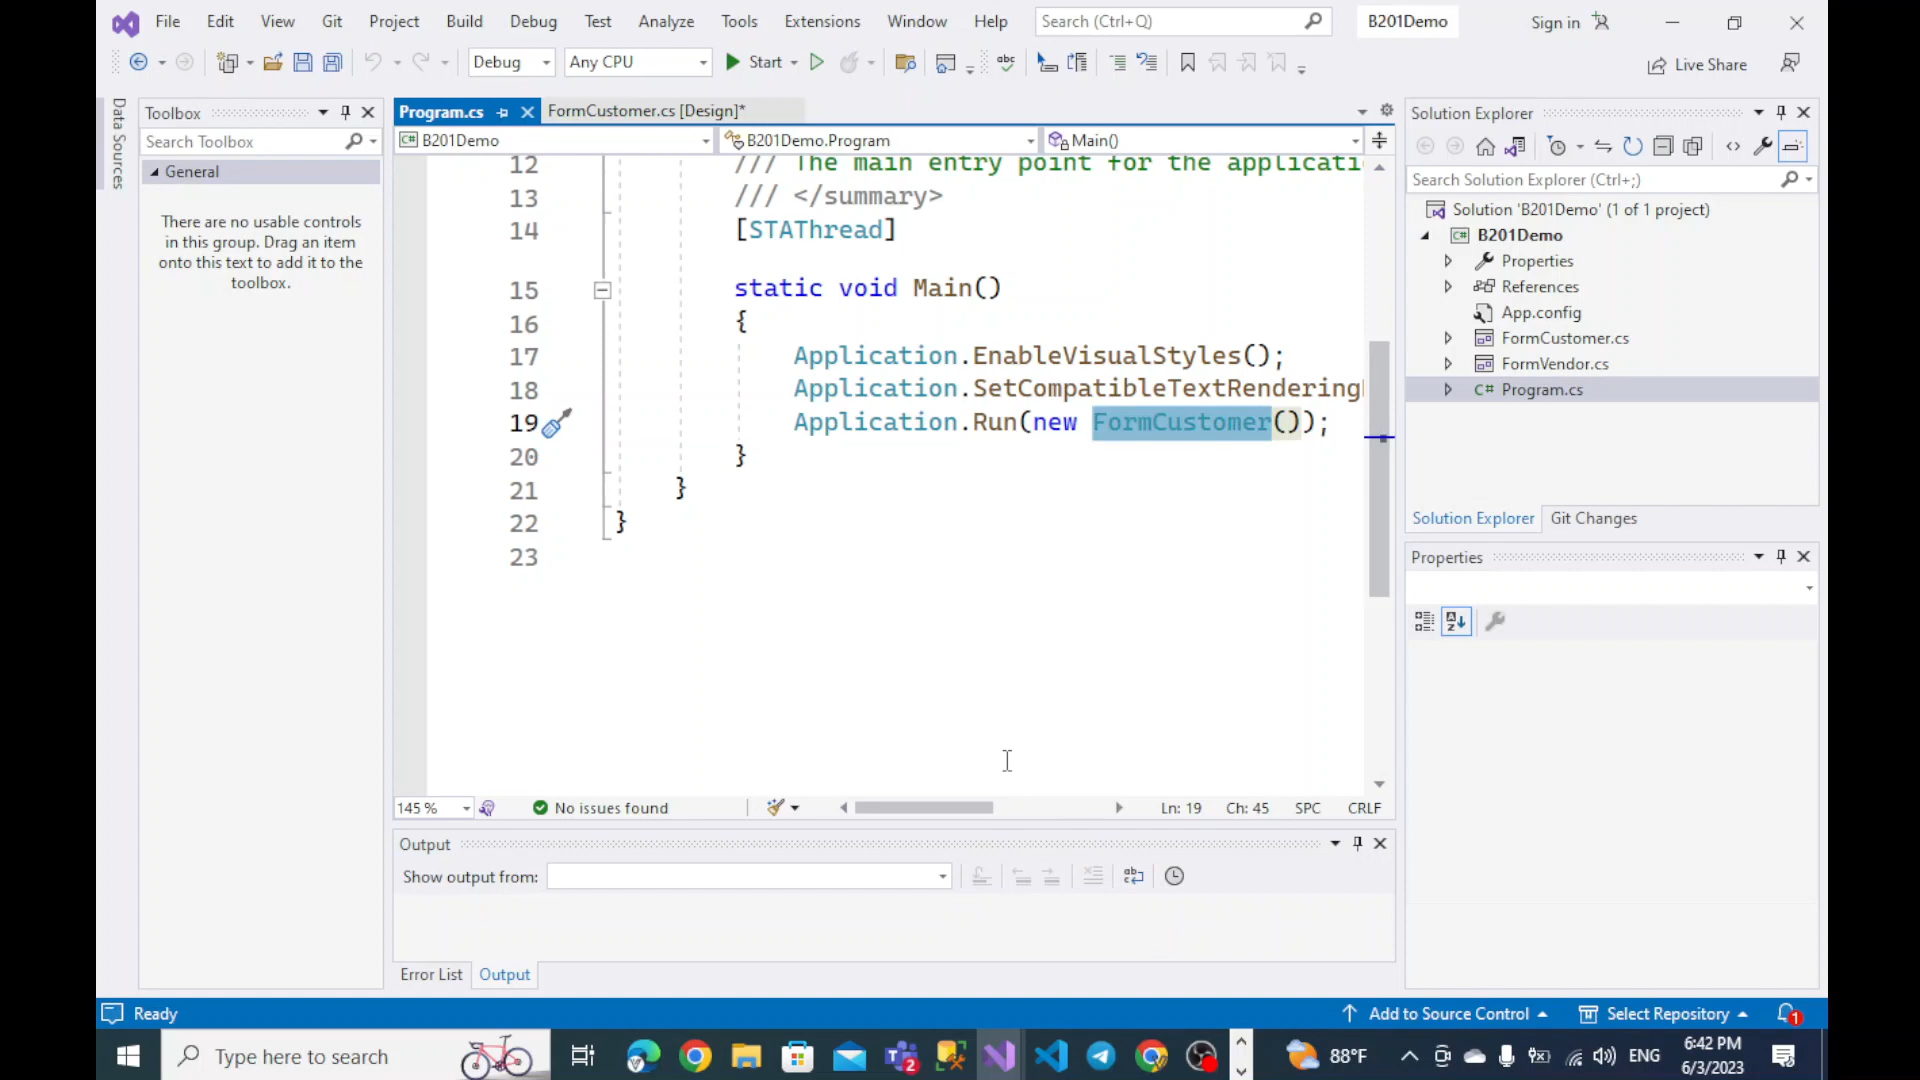 File Edit View Git Project Build Debug Test Analyze Tools Extensions Window Help Search (Ctrl+Q) B201Demo Sign in
Debug Any CPU Start Live Share
Data Sources
Toolbox
Search Toolbox
General
There are no usable controls
in this group. Drag an item
onto this text to add it to the
toolbox.
Program.cs FormCustomer.cs [Design]*
B201Demo B201Demo.Program Main()
12 /// The main entry point for the applicati
13 /// </summary>
14 [STAThread]
15 static void Main()
16 {
17 Application.EnableVisualStyles();
18 Application.SetCompatibleTextRendering
19 Application.Run(new FormCustomer());
20 }
21 }
22 }
23
145 % No issues found Ln: 19 Ch: 45 SPC CRLF
Output
Show output from:
Error List Output
Solution Explorer
Search Solution Explorer (Ctrl+;)
Solution 'B201Demo' (1 of 1 project)
B201Demo
Properties
References
App.config
FormCustomer.cs
FormVendor.cs
C# Program.cs
Solution Explorer Git Changes
Properties
Ready Add to Source Control Select Repository 1
Type here to search 2 88°F ENG 6:42 PM
6/3/2023